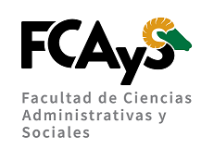 FCAyS
Facultad de Ciencias
Administrativas y
Sociales